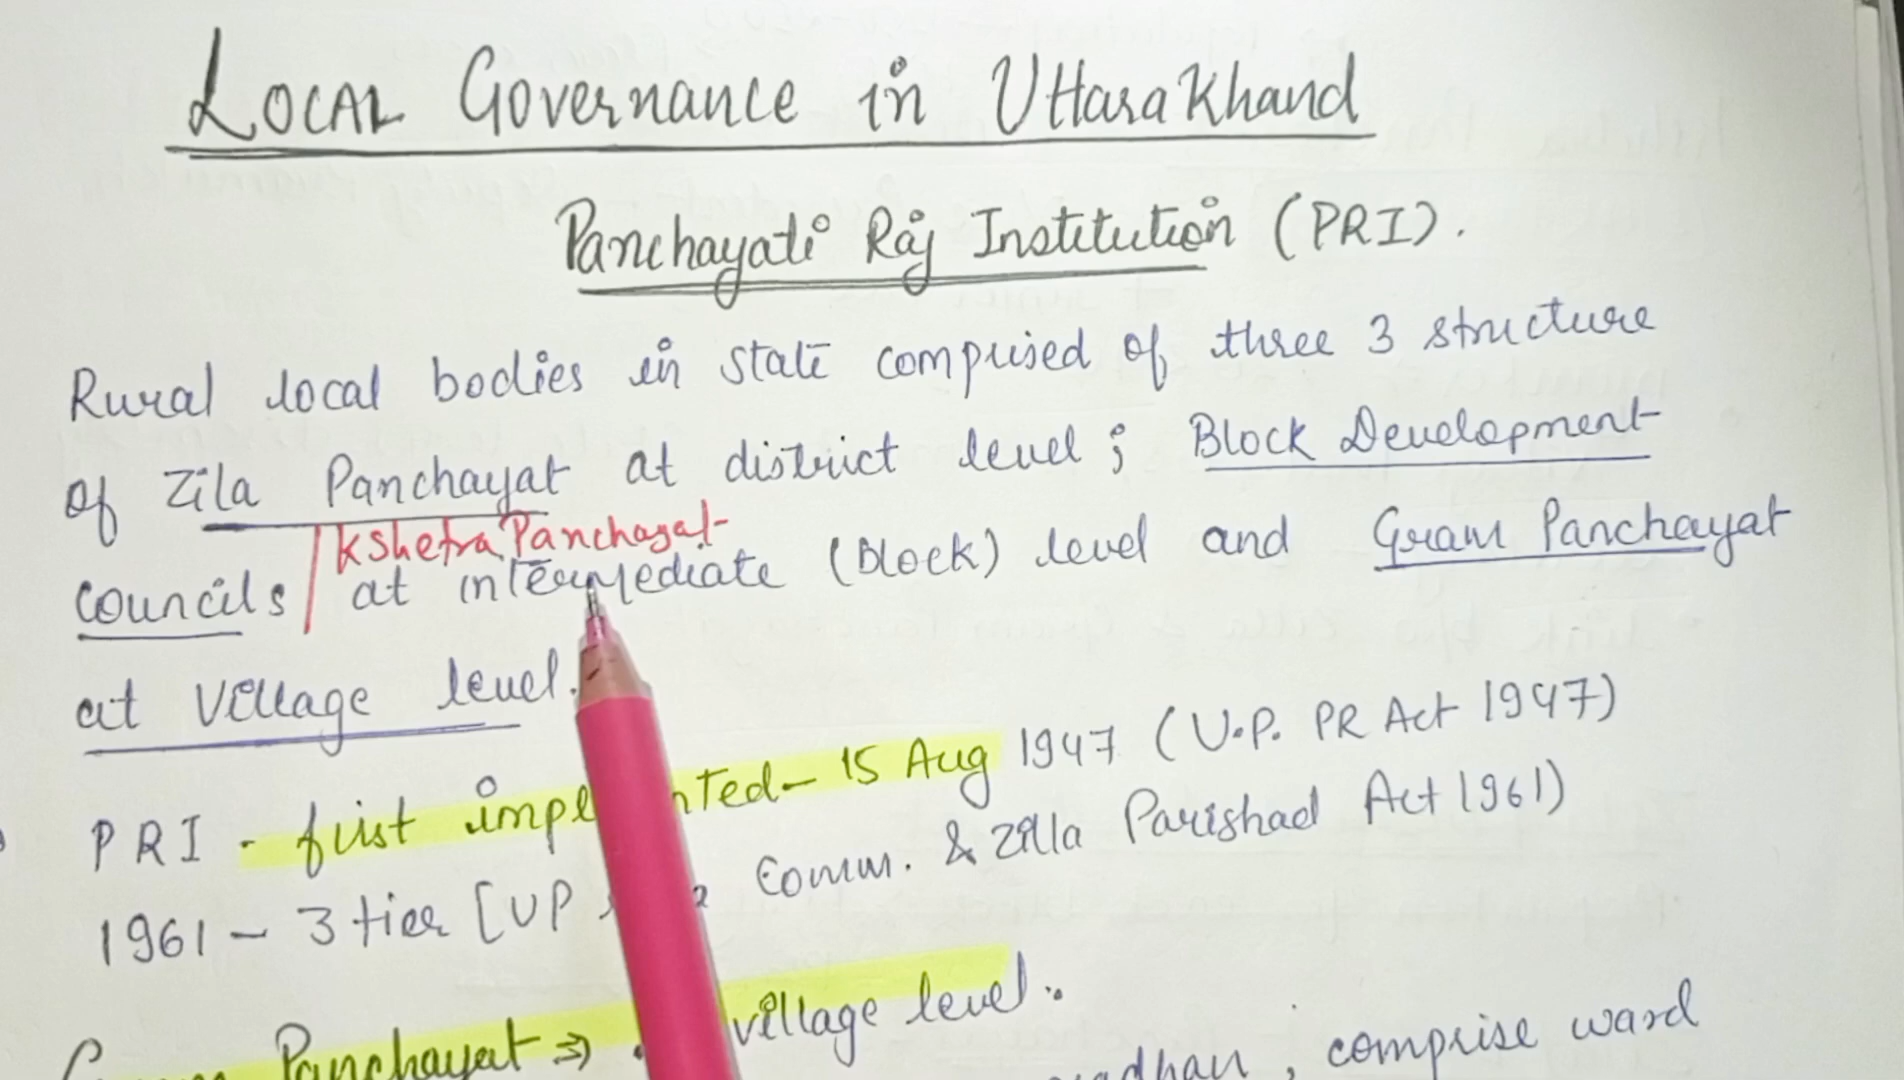 LOCAL Governance in Uttarakhand
Panchayati Raj Institution (PRI).
Rural local bodies in state comprised of three 3 structure
of Zila Panchayat at district level ; Block Development
Kshetra Panchayat
councils / at intermediate (Block) level and Gram Panchayat
at village level.
PRI - first 15 Aug 1947 (U.P. PR Act 1947)
1961 - 3 tier [UP Comm. & Zilla Parishad Act 1961)
Panchayat ⇒ village level.
, comprise ward